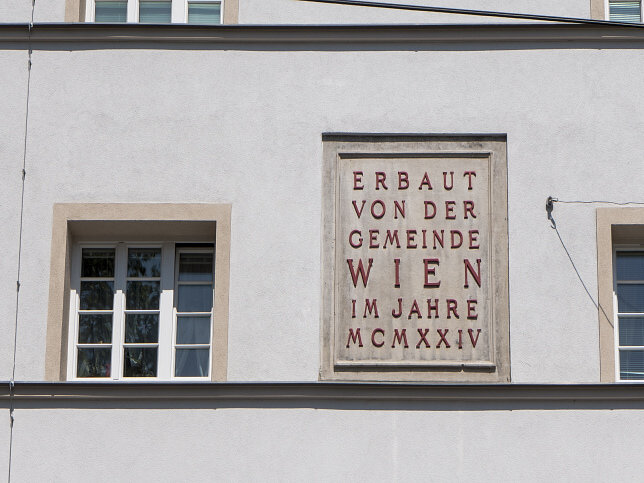 ERBAUT
VON DER
GEMEINDE
WIEN
IM JAHRE
MCMXXIV